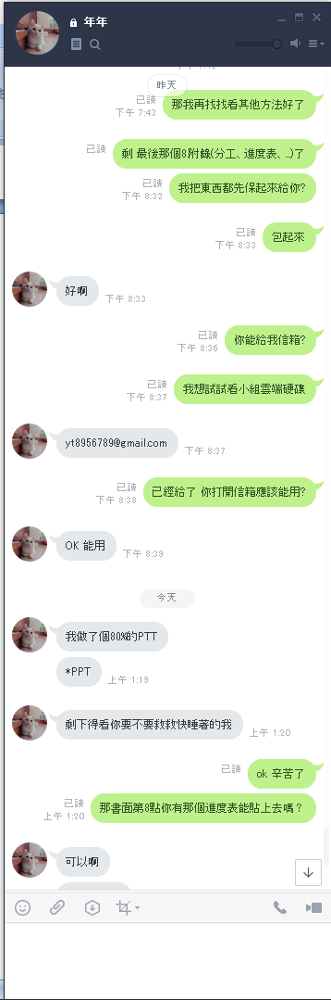 年年
昨天
那我再找找看其他方法好了
已讀
下午 7:43
剩 最後那個8.附錄(分工、進度表、...)了
已讀
我把東西都先保起來給你?
已讀
下午 8:32
包起來
已讀
下午 8:33
好啊
下午 8:33
你能給我信箱?
已讀
下午 8:36
我想試試看小組雲端硬碟
已讀
下午 8:37
yt8956789@gmail.com
下午 8:37
已經給了 你打開信箱應該能用?
已讀
下午 8:38
OK 能用
下午 8:39
今天
我做了個80%的PTT
*PPT
上午 1:19
剩下得看你要不要救救快睡著的我
上午 1:20
ok 辛苦了
已讀
那書面第8點你有那個進度表能貼上去嗎？
已讀
上午 1:20
可以啊